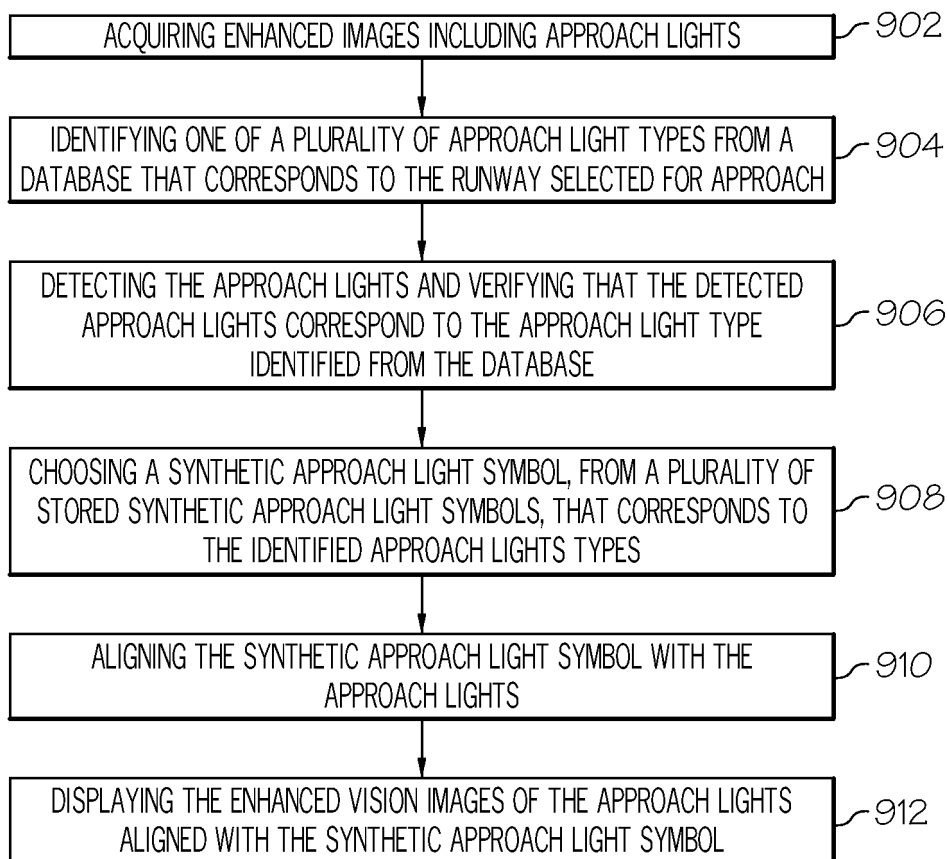 ACQUIRING ENHANCED IMAGES INCLUDING APPROACH LIGHTS
902
IDENTIFYING ONE OF A PLURALITY OF APPROACH LIGHT TYPES FROM A
DATABASE THAT CORRESPONDS TO THE RUNWAY SELECTED FOR APPROACH
904
DETECTING THE APPROACH LIGHTS AND VERIFYING THAT THE DETECTED
APPROACH LIGHTS CORRESPOND TO THE APPROACH LIGHT TYPE
IDENTIFIED FROM THE DATABASE
906
CHOOSING A SYNTHETIC APPROACH LIGHT SYMBOL, FROM A PLURALITY OF
STORED SYNTHETIC APPROACH LIGHT SYMBOLS, THAT CORRESPONDS TO
THE IDENTIFIED APPROACH LIGHTS TYPES
908
ALIGNING THE SYNTHETIC APPROACH LIGHT SYMBOL WITH THE
APPROACH LIGHTS
910
DISPLAYING THE ENHANCED VISION IMAGES OF THE APPROACH LIGHTS
ALIGNED WITH THE SYNTHETIC APPROACH LIGHT SYMBOL
912